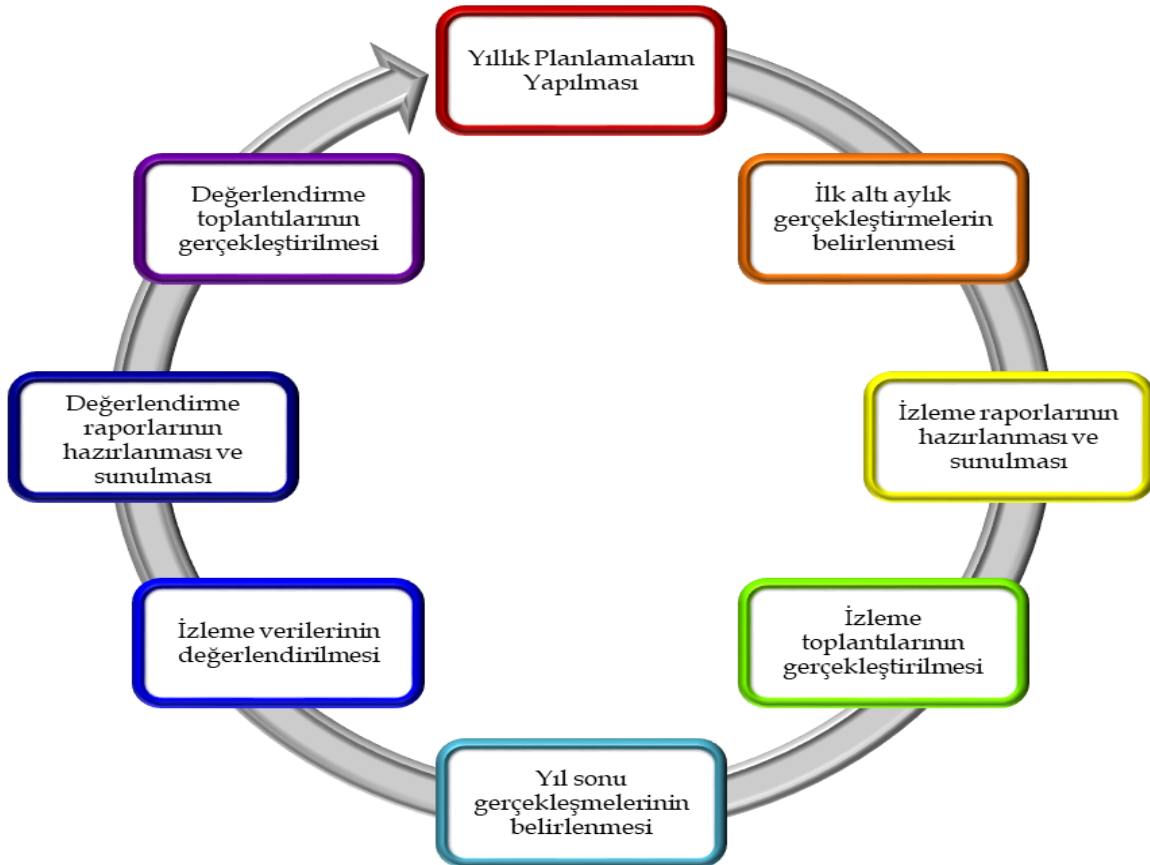 Yıllık Planlamaların
Yapılması
İlk altı aylık
gerçekleştirmelerin
belirlenmesi
İzleme raporlarının
hazırlanması ve
sunulması
İzleme
toplantılarının
gerçekleştirilmesi
Yıl sonu
gerçekleşmelerinin
belirlenmesi
İzleme verilerinin
değerlendirilmesi
Değerlendirme
raporlarının
hazırlanması ve
sunulması
Değerlendirme
toplantılarının
gerçekleştirilmesi